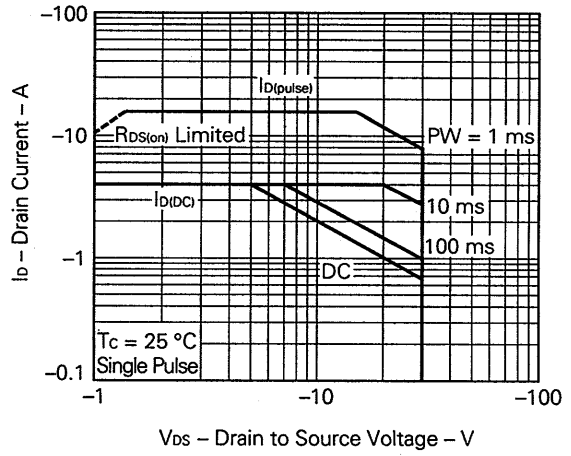 −100
−10
−1
−0.1
ID – Drain Current – A
ID(pulse)
RDS(on) Limited
PW = 1 ms
ID(DC)
10 ms
100 ms
DC
TC = 25 °C
Single Pulse
−1
−10
−100
VDS – Drain to Source Voltage – V